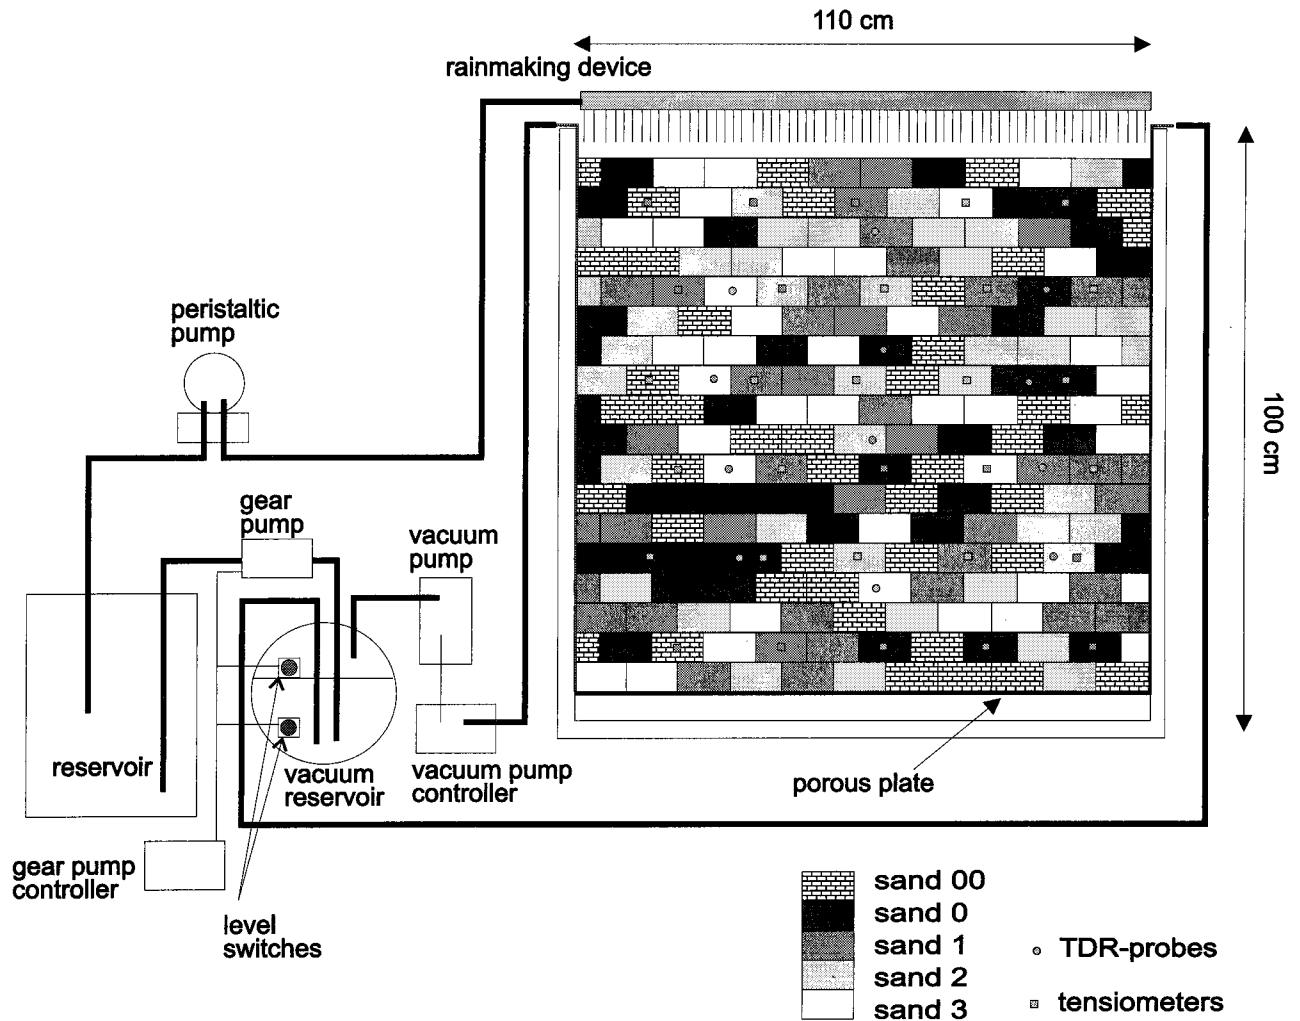 110 cm
rainmaking device
peristaltic
pump
100 cm
gear
pump
vacuum
pump
reservoir
vacuum
reservoir
vacuum pump
controller
porous plate
gear pump
controller
level
switches
sand 00
sand 0
sand 1
sand 2
sand 3
TDR-probes
tensiometers